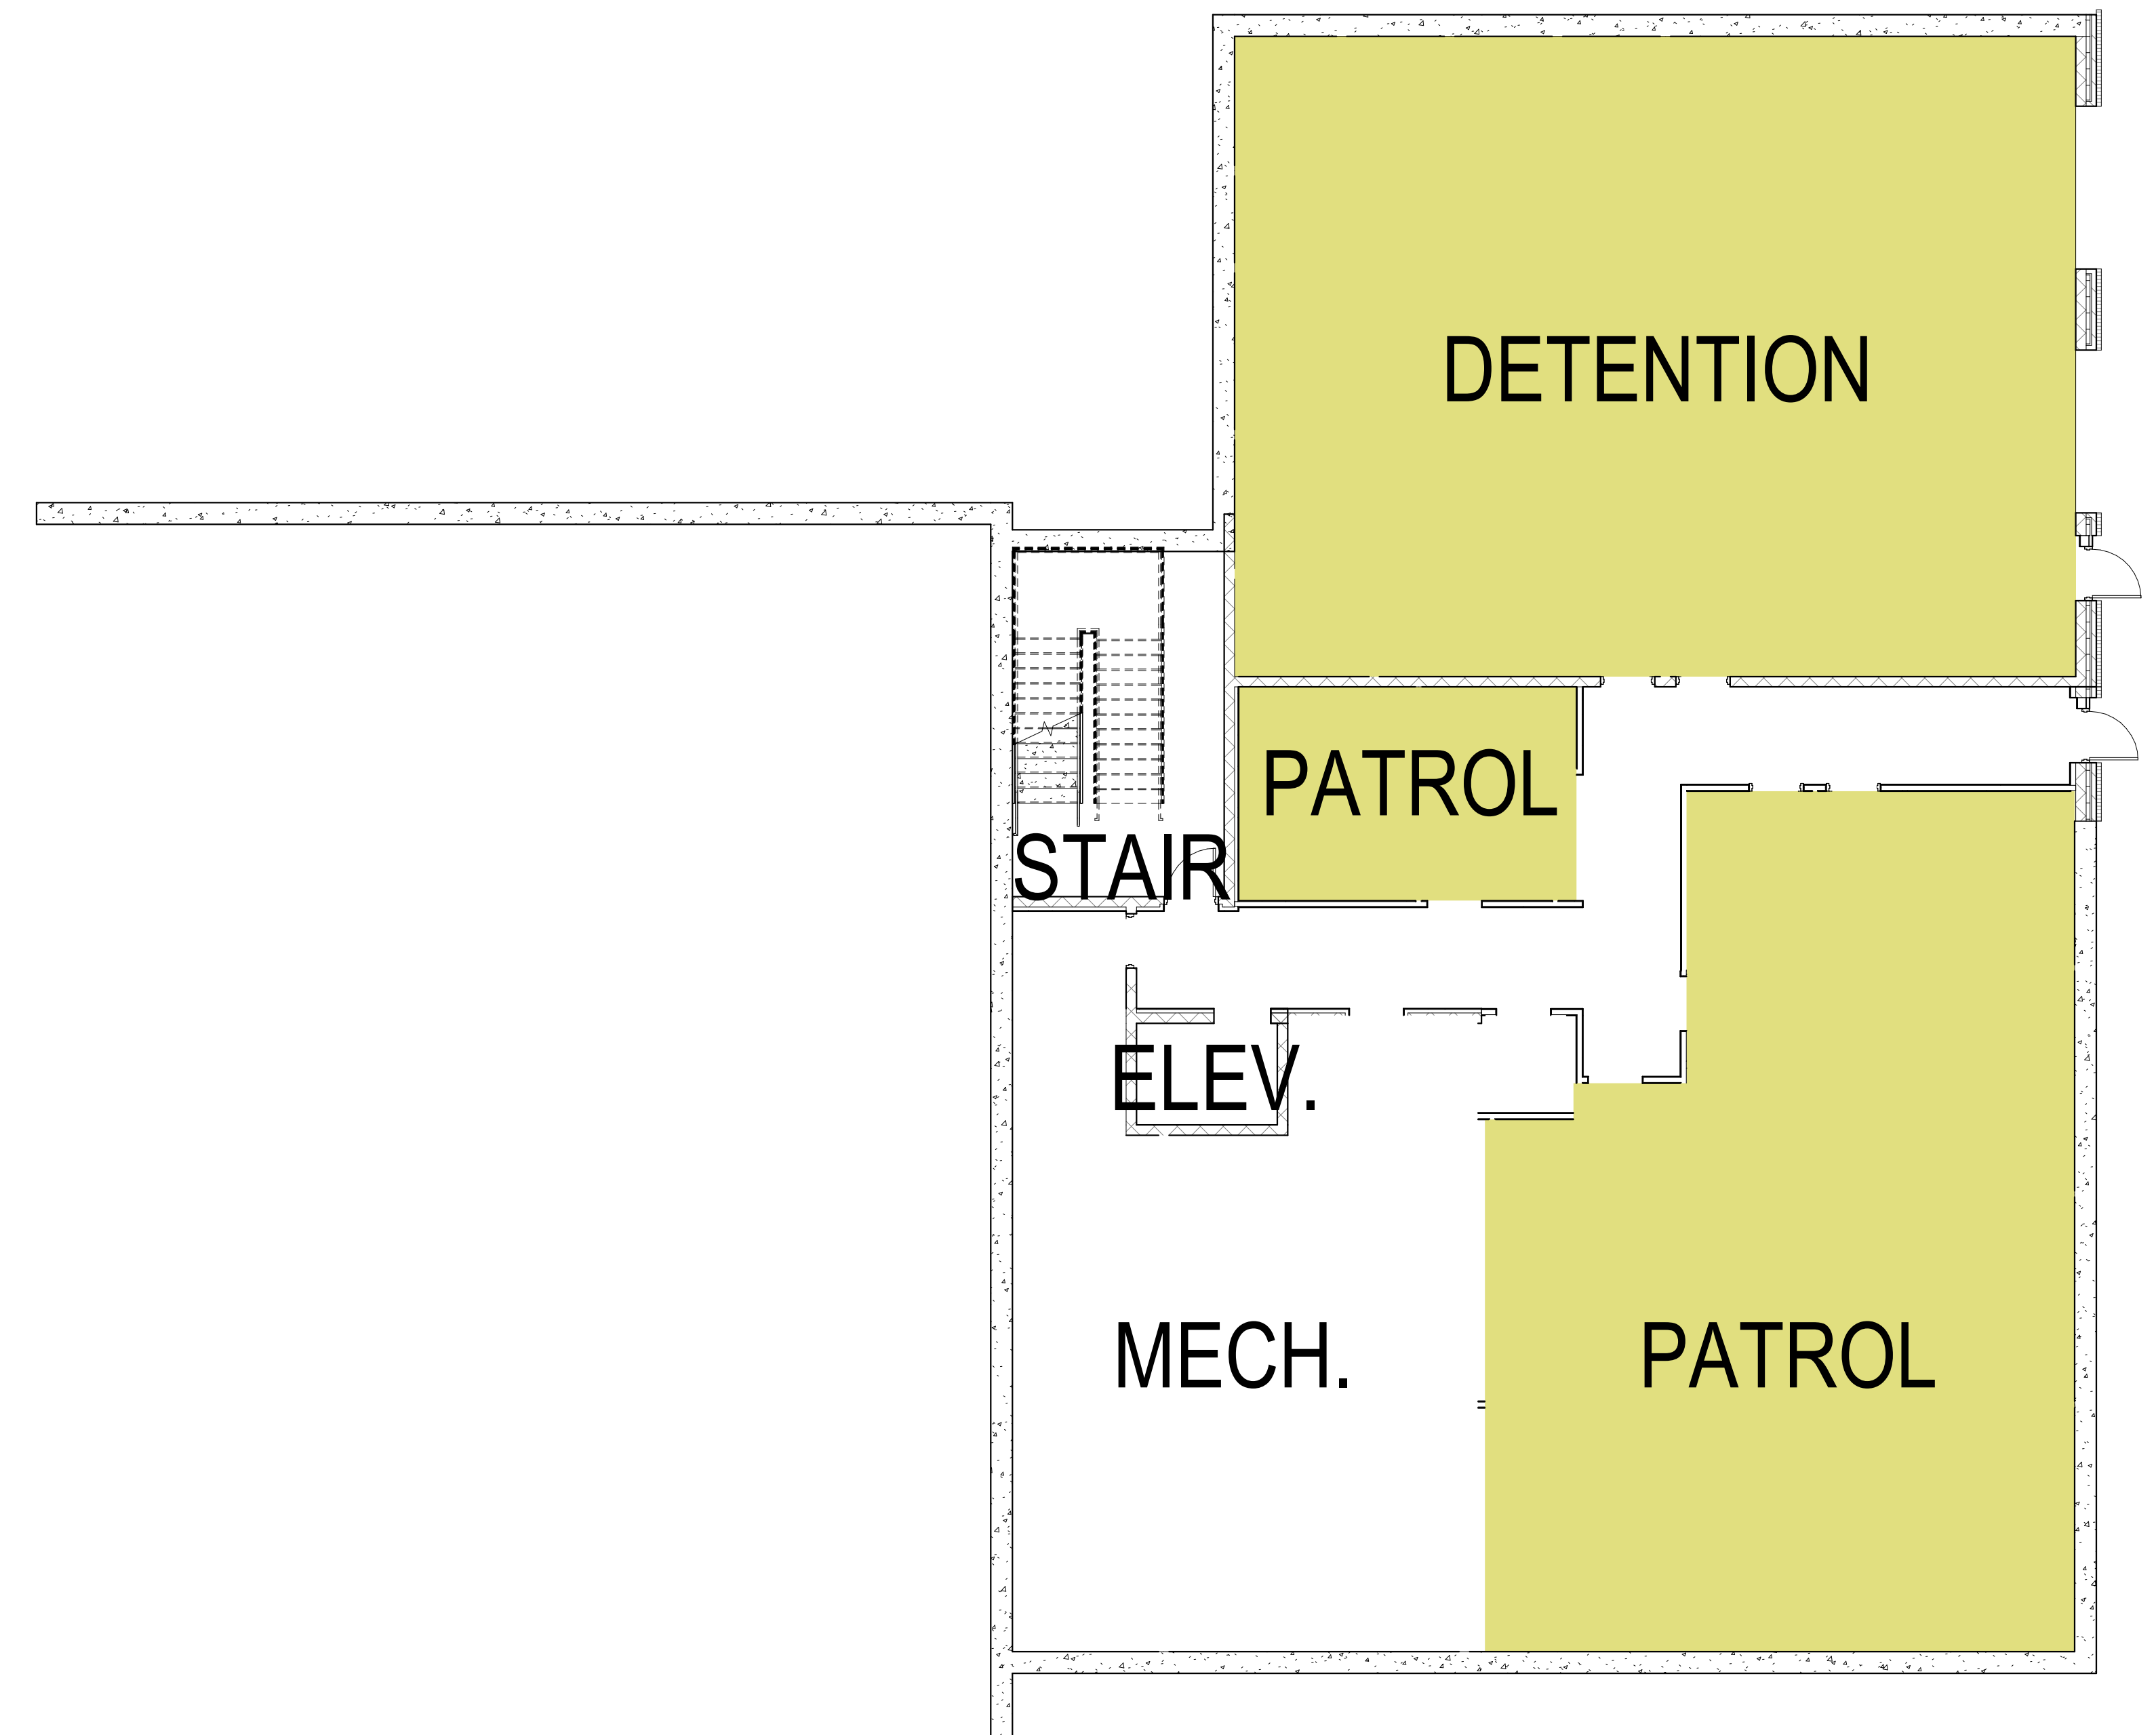 DETENTION
PATROL
STAIR
ELEV.
MECH.
PATROL